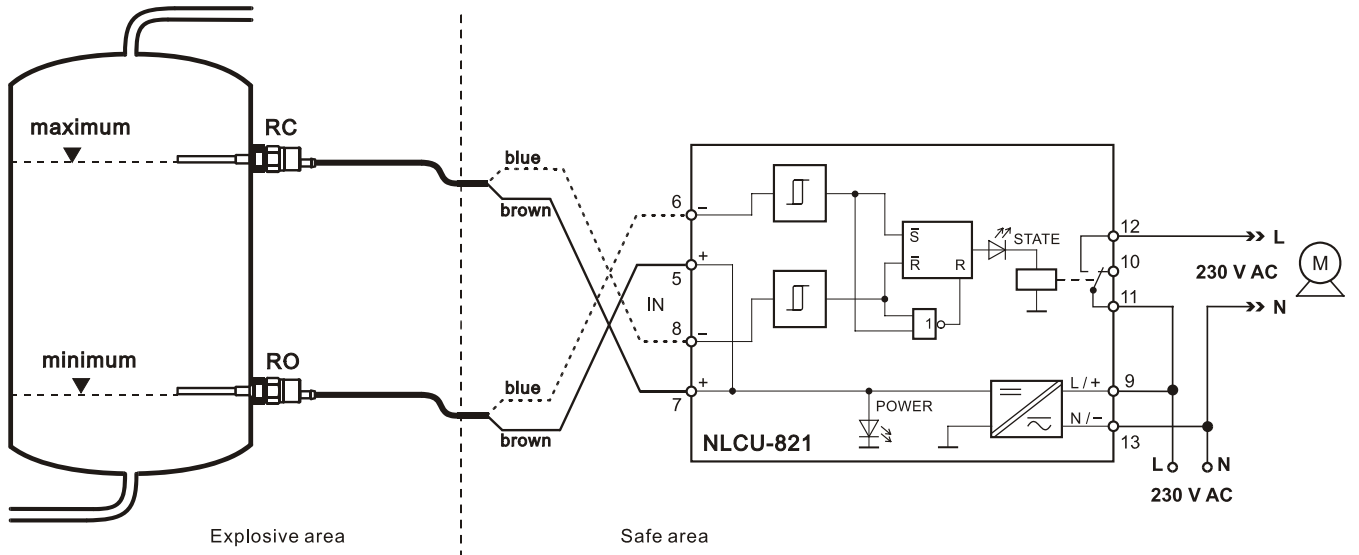 maximum
RC
blue
brown
minimum
RO
blue
brown
6
−
+
5
IN
8
−
+
7
S̅
R̅
R
1
STATE
POWER
NLCU-821
L / +
N / −
12
10
11
9
13
L
230 V AC
M
N
L
N
230 V AC
Explosive area
Safe area